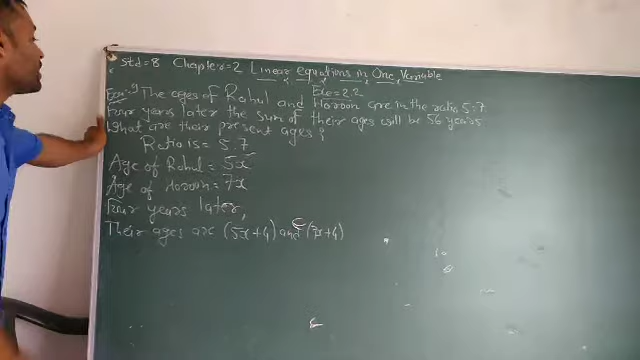 Std=8 Chapter=2 Linear equations in One Variable
Exe=2.2
The ages of Rahul and Haroon are in the ratio 5:7.
Four years later the sum of their ages will be 56 years.
What are their present ages?
Ratio is = 5:7
Age of Rahul = 5x
Age of Haroon = 7x
Four years later,
Their ages are (5x+4) and (7x+4)